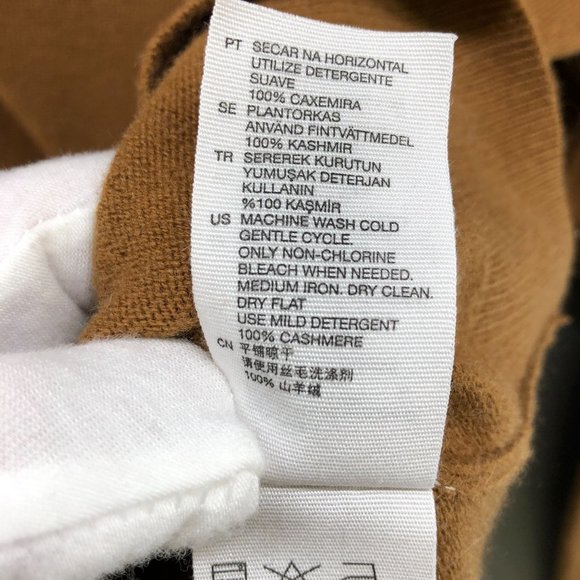 PT SECAR NA HORIZONTAL
UTILIZE DETERGENTE
SUAVE
100% CAXEMIRA
SE PLANTORKAS
ANVÄND FINTVÄTTMEDEL
100% KASHMIR
TR SEREREK KURUTUN
YUMUŞAK DETERJAN
KULLANIN
%100 KAŞMİR
US MACHINE WASH COLD
GENTLE CYCLE.
ONLY NON-CHLORINE
BLEACH WHEN NEEDED.
MEDIUM IRON. DRY CLEAN.
DRY FLAT
USE MILD DETERGENT
100% CASHMERE
CN 平铺晾干
请使用丝毛洗涤剂
100% 山羊绒